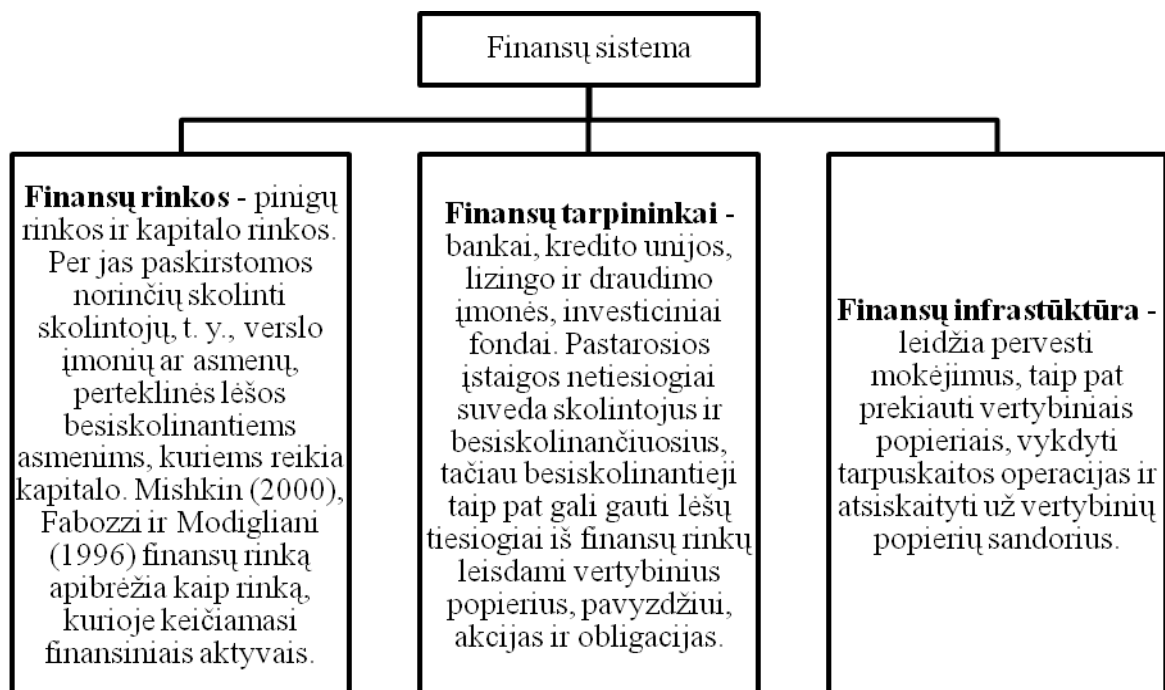 Finansų sistema
Finansų rinkos - pinigų
rinkos ir kapitalo rinkos.
Per jas paskirstomos
norinčių skolinti
skolintojų, t. y., verslo
įmonių ar asmenų,
perteklinės lėšos
besiskolinantiems
asmenims, kuriems reikia
kapitalo. Mishkin (2000),
Fabozzi ir Modigliani
(1996) finansų rinką
apibrėžia kaip rinką,
kurioje keičiamasi
finansiniais aktyvais.
Finansų tarpininkai -
bankai, kredito unijos,
lizingo ir draudimo
įmonės, investiciniai
fondai. Pastarosios
įstaigos netiesiogiai
suveda skolintojus ir
besiskolinančiuosius,
tačiau besiskolinantieji
taip pat gali gauti lėšų
tiesiogiai iš finansų rinkų
leisdami vertybinius
popierius, pavyzdžiui,
akcijas ir obligacijas.
Finansų infrastūktūra -
leidžia pervesti
mokėjimus, taip pat
prekiauti vertybiniais
popieriais, vykdyti
tarpuskaitos operacijas ir
atsiskaityti už vertybinių
popierių sandorius.